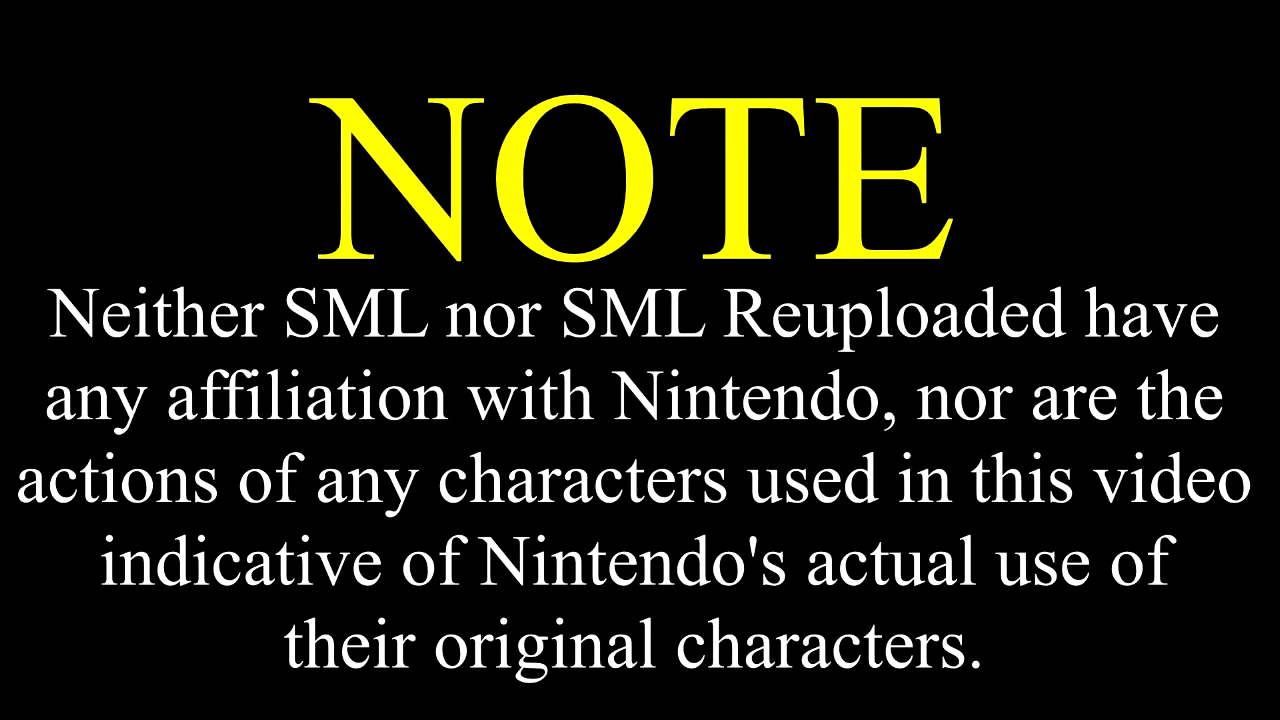 NOTE
Neither SML nor SML Reuploaded have
any affiliation with Nintendo, nor are the
actions of any characters used in this video
indicative of Nintendo's actual use of
their original characters.